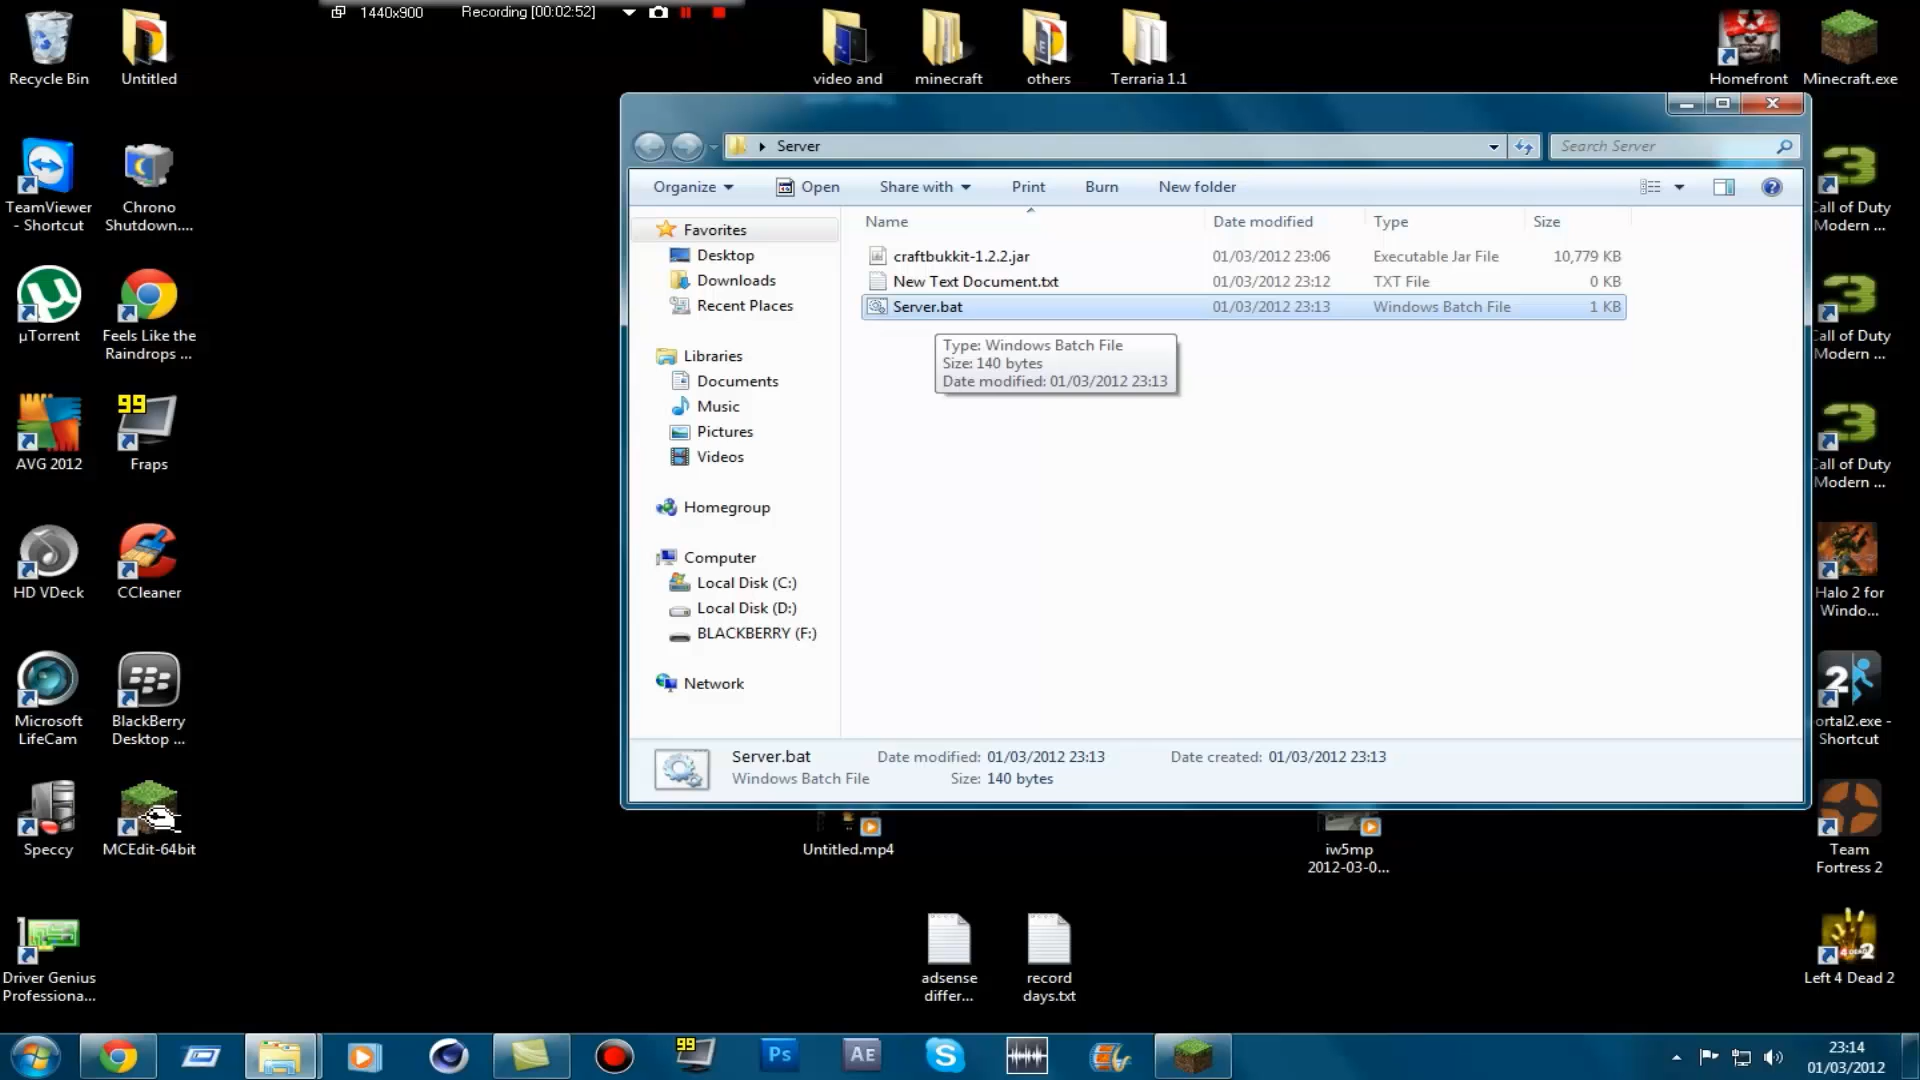 1440x900 Recording [00:02:52]
Recycle Bin
Untitled
video and
minecraft
others
Terraria 1.1
Homefront
Minecraft.exe
Server
Search Server
Organize Open Share with Print Burn New folder
Name Date modified Type Size
craftbukkit-1.2.2.jar 01/03/2012 23:06 Executable Jar File 10,779 KB
New Text Document.txt 01/03/2012 23:12 TXT File 0 KB
Server.bat 01/03/2012 23:13 Windows Batch File 1 KB
Type: Windows Batch File
Size: 140 bytes
Date modified: 01/03/2012 23:13
Favorites
Desktop
Downloads
Recent Places
Libraries
Documents
Music
Pictures
Videos
Homegroup
Computer
Local Disk (C:)
Local Disk (D:)
BLACKBERRY (F:)
Network
Server.bat Date modified: 01/03/2012 23:13 Date created: 01/03/2012 23:13
Windows Batch File Size: 140 bytes
TeamViewer
- Shortcut
Chrono
Shutdown....
µTorrent
Feels Like the
Raindrops ...
AVG 2012
99
Fraps
HD VDeck
CCleaner
Microsoft
LifeCam
BlackBerry
Desktop ...
Speccy
MCEdit-64bit
Driver Genius
Professiona...
3
Call of Duty
Modern ...
3
Call of Duty
Modern ...
3
Call of Duty
Modern ...
Halo 2 for
Windo...
2
ortal2.exe -
Shortcut
Team
Fortress 2
Left 4 Dead 2
Untitled.mp4
iw5mp
2012-03-0...
adsense
differ...
record
days.txt
99
Ps
AE
23:14
01/03/2012